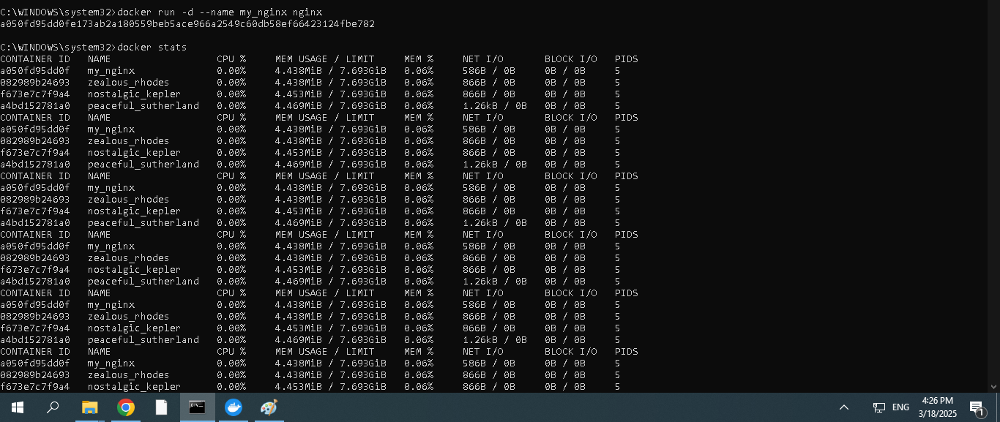 C:\WINDOWS\system32>docker run -d --name my_nginx nginx
a050fd95dd0fe173ab2a180559beb5ace966a2549c60db58ef66423124fbe782
C:\WINDOWS\system32>docker stats
CONTAINER ID   NAME                  CPU %     MEM USAGE / LIMIT     MEM %     NET I/O       BLOCK I/O   PIDS
a050fd95dd0f   my_nginx              0.00%     4.438MiB / 7.693GiB   0.06%     586B / 0B     0B / 0B     5
082989b24693   zealous_rhodes        0.00%     4.438MiB / 7.693GiB   0.06%     866B / 0B     0B / 0B     5
f673e7c7f9a4   nostalgic_kepler      0.00%     4.453MiB / 7.693GiB   0.06%     866B / 0B     0B / 0B     5
a4bd152781a0   peaceful_sutherland   0.00%     4.469MiB / 7.693GiB   0.06%     1.26kB / 0B   0B / 0B     5
CONTAINER ID   NAME                  CPU %     MEM USAGE / LIMIT     MEM %     NET I/O       BLOCK I/O   PIDS
a050fd95dd0f   my_nginx              0.00%     4.438MiB / 7.693GiB   0.06%     586B / 0B     0B / 0B     5
082989b24693   zealous_rhodes        0.00%     4.438MiB / 7.693GiB   0.06%     866B / 0B     0B / 0B     5
f673e7c7f9a4   nostalgic_kepler      0.00%     4.453MiB / 7.693GiB   0.06%     866B / 0B     0B / 0B     5
a4bd152781a0   peaceful_sutherland   0.00%     4.469MiB / 7.693GiB   0.06%     1.26kB / 0B   0B / 0B     5
CONTAINER ID   NAME                  CPU %     MEM USAGE / LIMIT     MEM %     NET I/O       BLOCK I/O   PIDS
a050fd95dd0f   my_nginx              0.00%     4.438MiB / 7.693GiB   0.06%     586B / 0B     0B / 0B     5
082989b24693   zealous_rhodes        0.00%     4.438MiB / 7.693GiB   0.06%     866B / 0B     0B / 0B     5
f673e7c7f9a4   nostalgic_kepler      0.00%     4.453MiB / 7.693GiB   0.06%     866B / 0B     0B / 0B     5
a4bd152781a0   peaceful_sutherland   0.00%     4.469MiB / 7.693GiB   0.06%     1.26kB / 0B   0B / 0B     5
CONTAINER ID   NAME                  CPU %     MEM USAGE / LIMIT     MEM %     NET I/O       BLOCK I/O   PIDS
a050fd95dd0f   my_nginx              0.00%     4.438MiB / 7.693GiB   0.06%     586B / 0B     0B / 0B     5
082989b24693   zealous_rhodes        0.00%     4.438MiB / 7.693GiB   0.06%     866B / 0B     0B / 0B     5
f673e7c7f9a4   nostalgic_kepler      0.00%     4.453MiB / 7.693GiB   0.06%     866B / 0B     0B / 0B     5
a4bd152781a0   peaceful_sutherland   0.00%     4.469MiB / 7.693GiB   0.06%     1.26kB / 0B   0B / 0B     5
CONTAINER ID   NAME                  CPU %     MEM USAGE / LIMIT     MEM %     NET I/O       BLOCK I/O   PIDS
a050fd95dd0f   my_nginx              0.00%     4.438MiB / 7.693GiB   0.06%     586B / 0B     0B / 0B     5
082989b24693   zealous_rhodes        0.00%     4.438MiB / 7.693GiB   0.06%     866B / 0B     0B / 0B     5
f673e7c7f9a4   nostalgic_kepler      0.00%     4.453MiB / 7.693GiB   0.06%     866B / 0B     0B / 0B     5
a4bd152781a0   peaceful_sutherland   0.00%     4.469MiB / 7.693GiB   0.06%     1.26kB / 0B   0B / 0B     5
CONTAINER ID   NAME                  CPU %     MEM USAGE / LIMIT     MEM %     NET I/O       BLOCK I/O   PIDS
a050fd95dd0f   my_nginx              0.00%     4.438MiB / 7.693GiB   0.06%     586B / 0B     0B / 0B     5
082989b24693   zealous_rhodes        0.00%     4.438MiB / 7.693GiB   0.06%     866B / 0B     0B / 0B     5
f673e7c7f9a4   nostalgic_kepler      0.00%     4.453MiB / 7.693GiB   0.06%     866B / 0B     0B / 0B     5
ENG
4:26 PM
3/18/2025
1